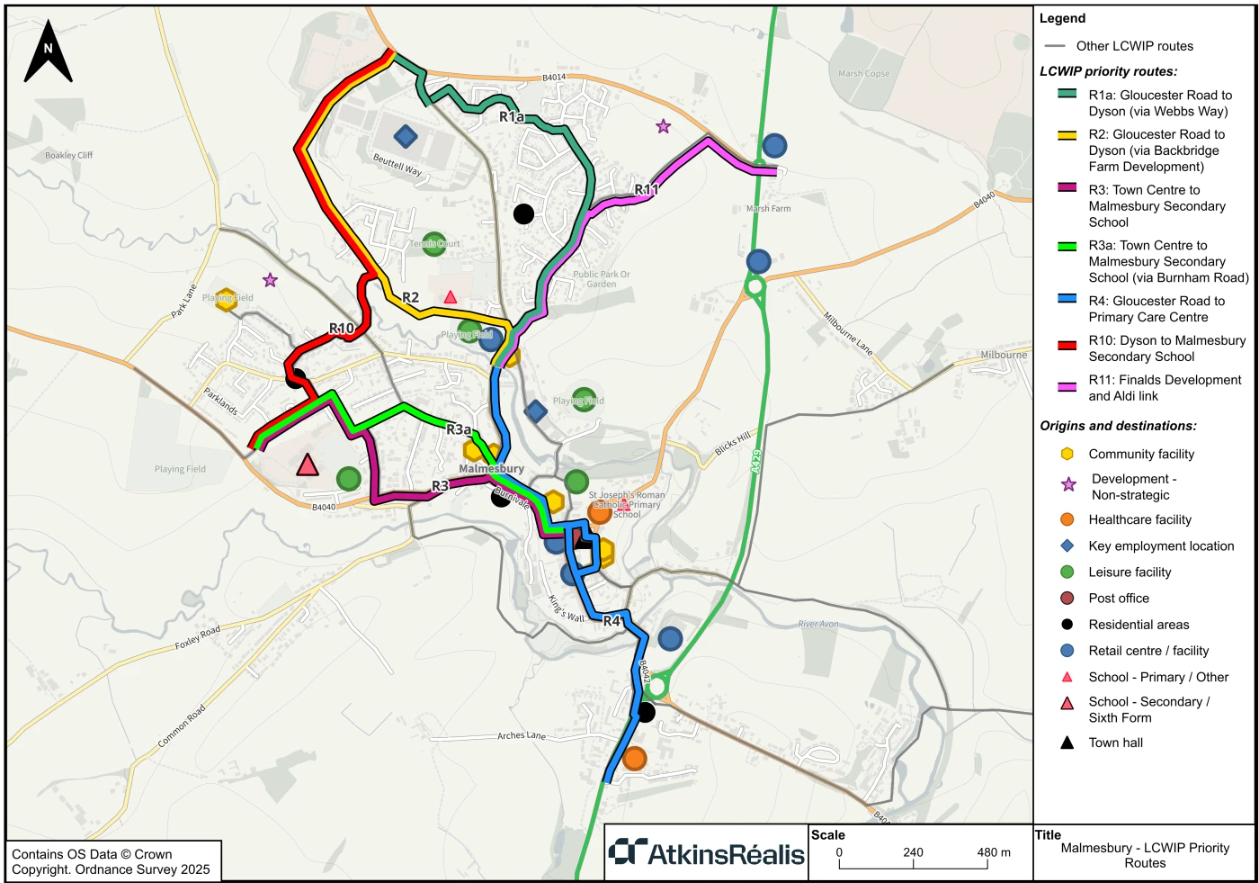 N
B4014
Marsh Copse
R1a
Boakley Cliff
Beuttell Way
R11
B4040
Marsh Farm
Tennis Court
Public Park Or
Garden
Park Lane
Playing Field
R2
R10
Playing Field
Milbourne Lane
Milbourne
Parklands
Playing Field
R3a
Blicks Hill
A429
Playing Field
Malmesbury
R3
Burnivale
St Joseph's Roman
Catholic Primary
School
B4040
King's Wall
R4
River Avon
Foxley Road
B4042
Common Road
Arches Lane
Legend
Other LCWIP routes
LCWIP priority routes:
R1a: Gloucester Road to
Dyson (via Webbs Way)
R2: Gloucester Road to
Dyson (via Backbridge
Farm Development)
R3: Town Centre to
Malmesbury Secondary
School
R3a: Town Centre to
Malmesbury Secondary
School (via Burnham Road)
R4: Gloucester Road to
Primary Care Centre
R10: Dyson to Malmesbury
Secondary School
R11: Finalds Development
and Aldi link
Origins and destinations:
Community facility
Development -
Non-strategic
Healthcare facility
Key employment location
Leisure facility
Post office
Residential areas
Retail centre / facility
School - Primary / Other
School - Secondary /
Sixth Form
Town hall
Contains OS Data © Crown
Copyright. Ordnance Survey 2025
AtkinsRéalis
Scale
0 240 480 m
Title
Malmesbury - LCWIP Priority
Routes